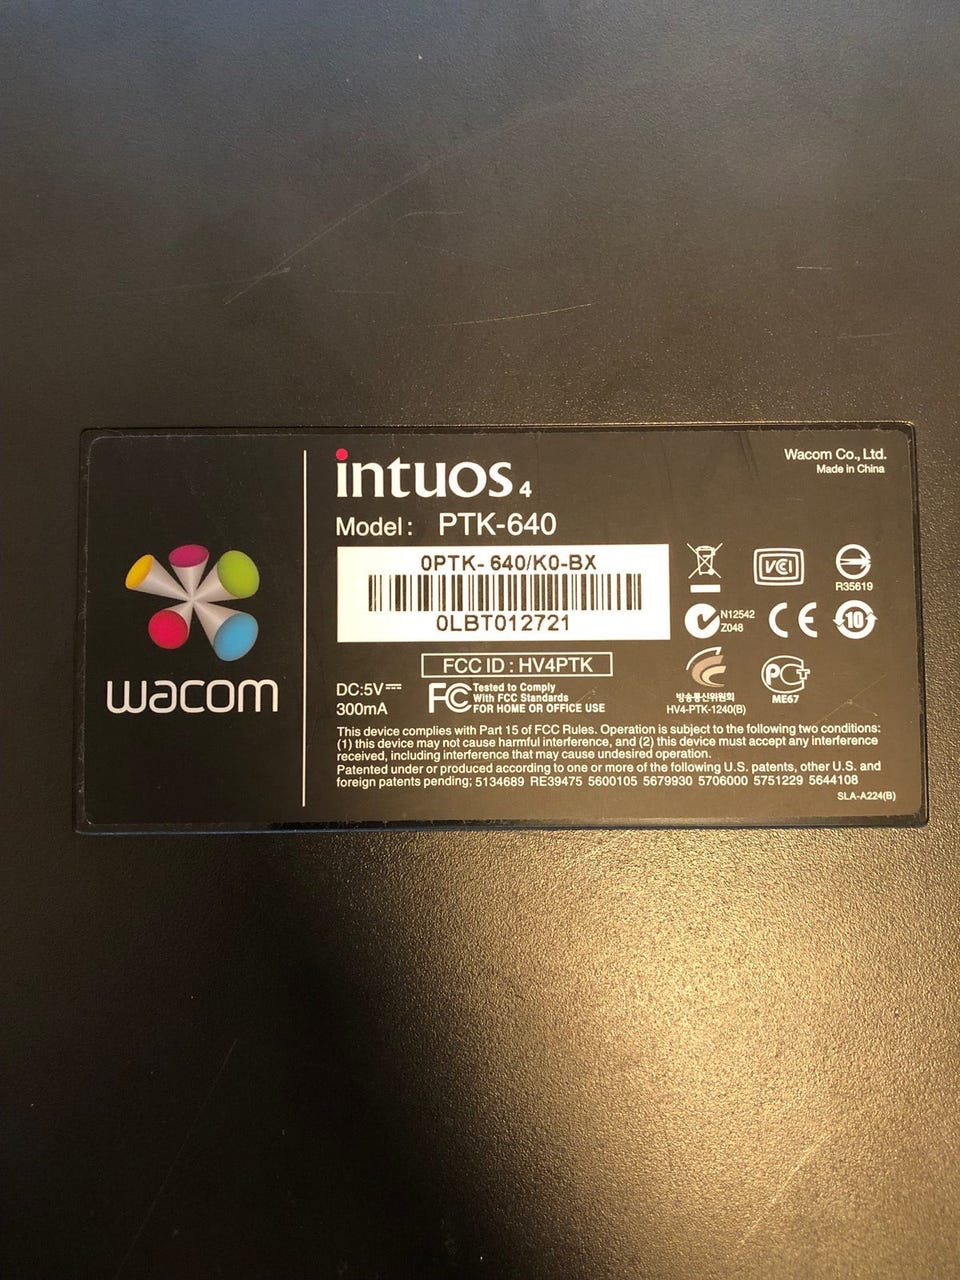 intuos4
Wacom Co., Ltd.
Made in China
Model: PTK-640
0PTK- 640/K0-BX
0LBT012721
VCI
R35619
N12542
Z048
CE
10
FCC ID : HV4PTK
DC:5V
300mA
FC
Tested to Comply
With FCC Standards
FOR HOME OR OFFICE USE
방송통신위원회
HV4-PTK-1240(B)
ME67
wacom
This device complies with Part 15 of FCC Rules. Operation is subject to the following two conditions:
(1) this device may not cause harmful interference, and (2) this device must accept any interference
received, including interference that may cause undesired operation.
Patented under or produced according to one or more of the following U.S. patents, other U.S. and
foreign patents pending; 5134689 RE39475 5600105 5679930 5706000 5751229 5644108
SLA-A224(B)